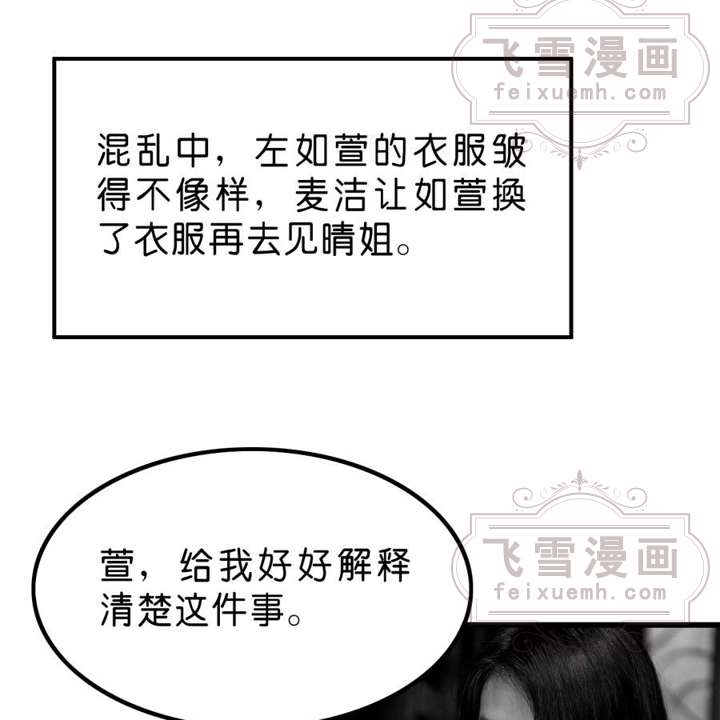 飞雪漫画
feixuemh.com
混乱中，左如萱的衣服皱
得不像样，麦洁让如萱换
了衣服再去见晴姐。
萱，给我好好解释
清楚这件事。
飞雪漫画
feixuemh.com